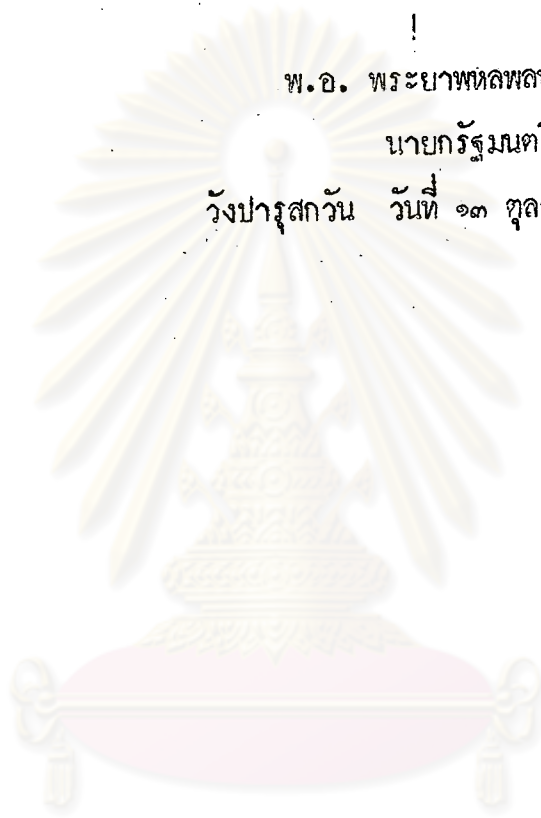 พ.อ. พระยาพหลพล
นายกรัฐมนต
วังปารุสกวัน วันที่ ๑๓ ตุล